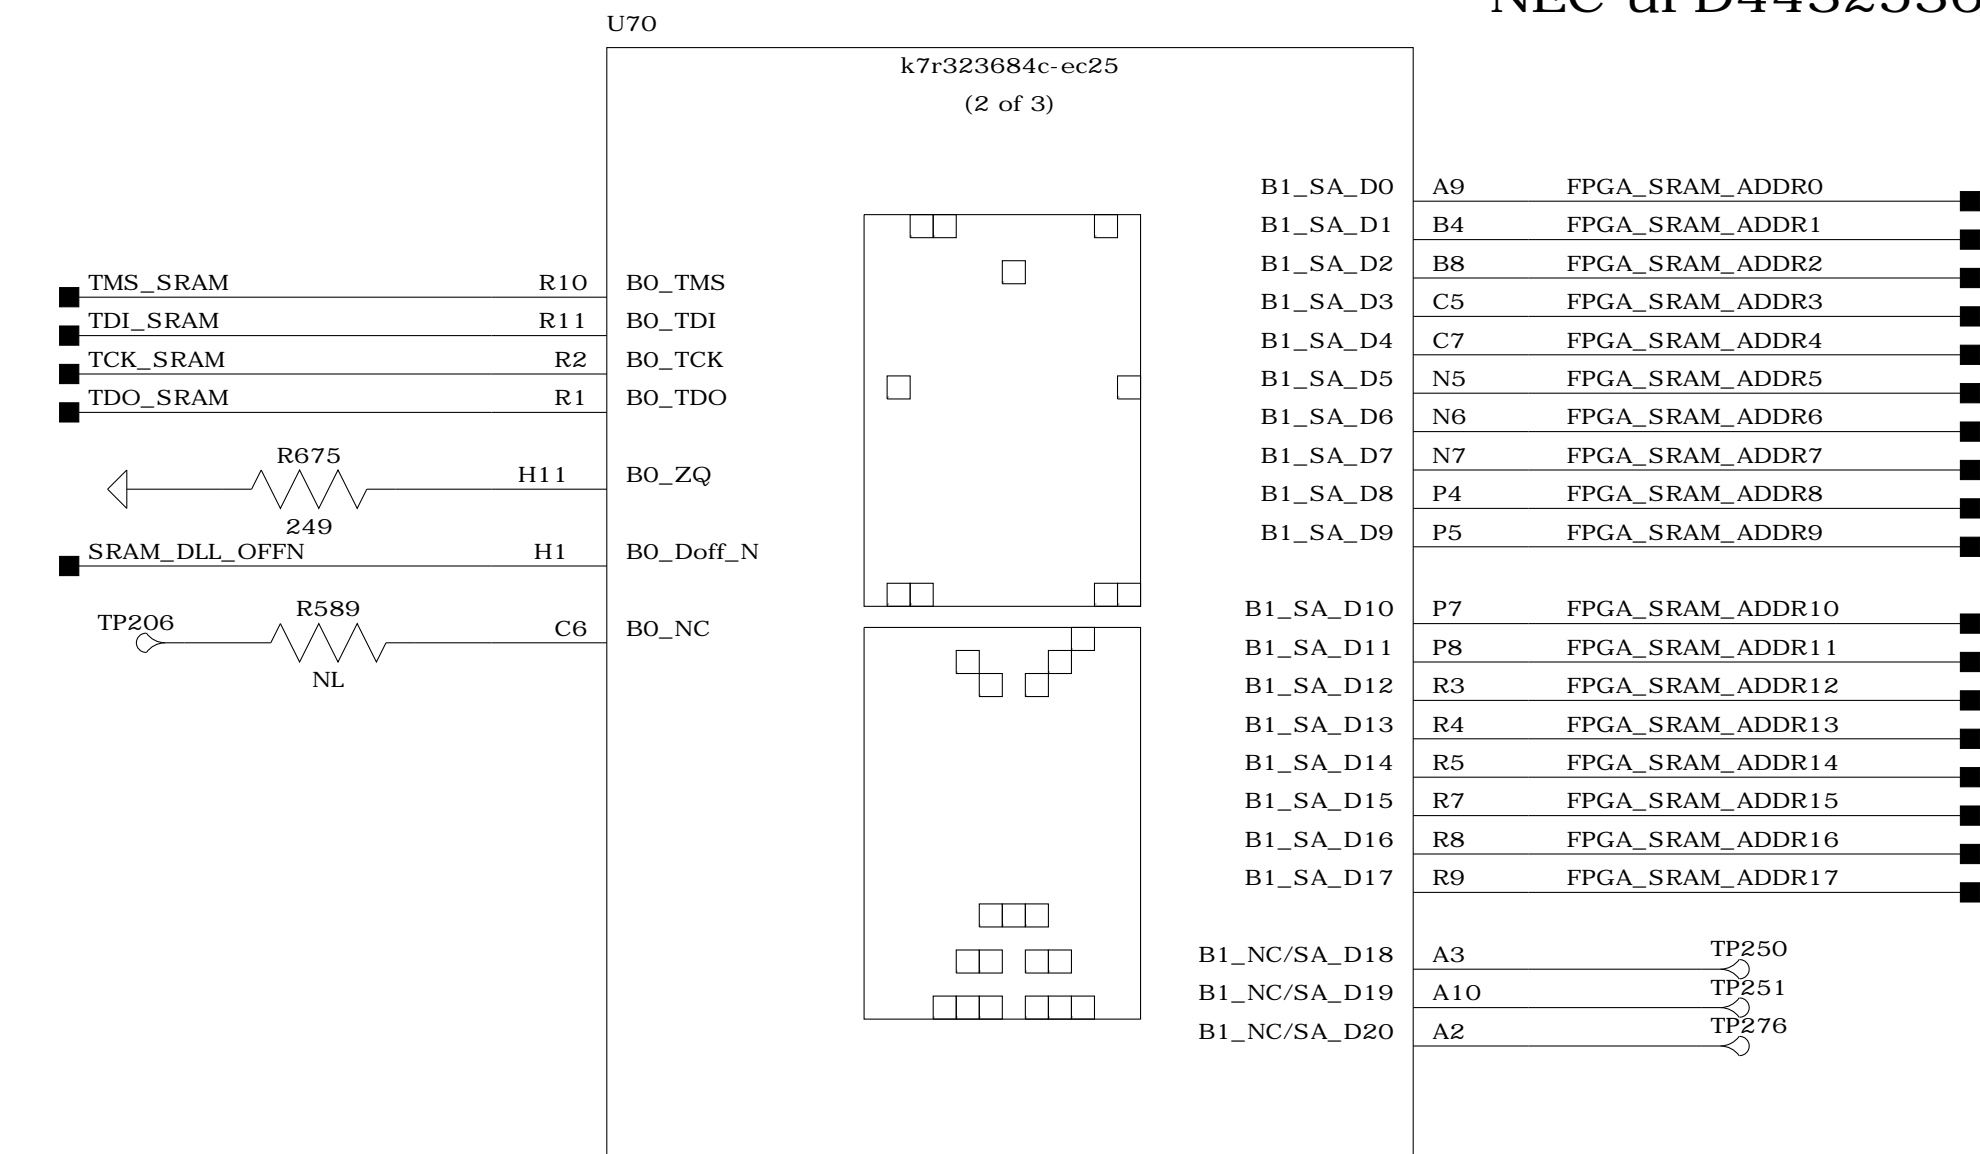 U70
k7r323684c-ec25
(2 of 3)
TMS_SRAM R10 B0_TMS
TDI_SRAM R11 B0_TDI
TCK_SRAM R2 B0_TCK
TDO_SRAM R1 B0_TDO
R675
H11 B0_ZQ
249
SRAM_DLL_OFFN H1 B0_Doff_N
TP206 R589
C6 B0_NC
NL
B1_SA_D0 A9 FPGA_SRAM_ADDR0
B1_SA_D1 B4 FPGA_SRAM_ADDR1
B1_SA_D2 B8 FPGA_SRAM_ADDR2
B1_SA_D3 C5 FPGA_SRAM_ADDR3
B1_SA_D4 C7 FPGA_SRAM_ADDR4
B1_SA_D5 N5 FPGA_SRAM_ADDR5
B1_SA_D6 N6 FPGA_SRAM_ADDR6
B1_SA_D7 N7 FPGA_SRAM_ADDR7
B1_SA_D8 P4 FPGA_SRAM_ADDR8
B1_SA_D9 P5 FPGA_SRAM_ADDR9
B1_SA_D10 P7 FPGA_SRAM_ADDR10
B1_SA_D11 P8 FPGA_SRAM_ADDR11
B1_SA_D12 R3 FPGA_SRAM_ADDR12
B1_SA_D13 R4 FPGA_SRAM_ADDR13
B1_SA_D14 R5 FPGA_SRAM_ADDR14
B1_SA_D15 R7 FPGA_SRAM_ADDR15
B1_SA_D16 R8 FPGA_SRAM_ADDR16
B1_SA_D17 R9 FPGA_SRAM_ADDR17
B1_NC/SA_D18 A3 TP250
B1_NC/SA_D19 A10 TP251
B1_NC/SA_D20 A2 TP276